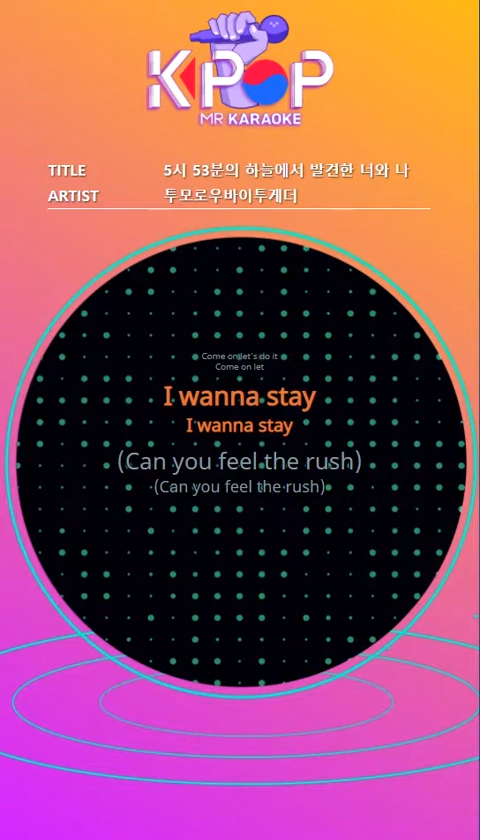 KPOP
MR KARAOKE
TITLE 5시 53분의 하늘에서 발견한 너와 나
ARTIST 투모로우바이투게더
Come on let's do it
Come on let
I wanna stay
I wanna stay
(Can you feel the rush)
(Can you feel the rush)